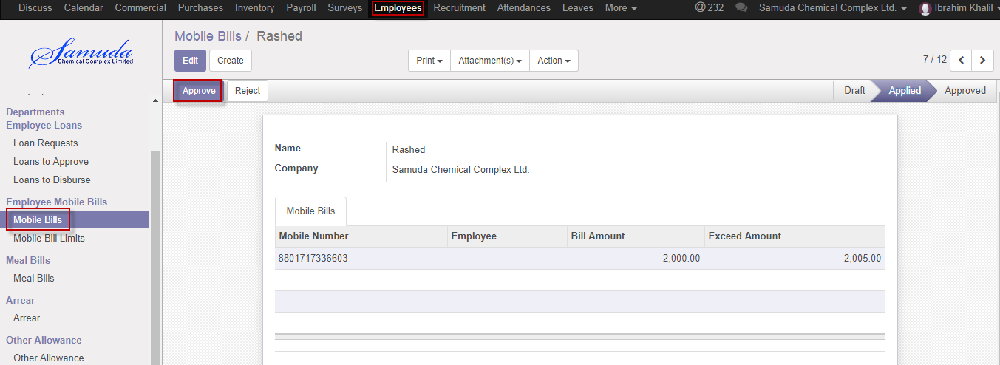 Discuss Calendar Commercial Purchases Inventory Payroll Surveys Employees Recruitment Attendances Leaves More @ 232 Samuda Chemical Complex Ltd. Ibrahim Khalil
Samuda
Chemical Complex Limited
Mobile Bills / Rashed
Edit Create Print Attachment(s) Action 7 / 12
Approve Reject Draft Applied Approved
Departments
Employee Loans
Loan Requests
Loans to Approve
Loans to Disburse
Employee Mobile Bills
Mobile Bills
Mobile Bill Limits
Meal Bills
Meal Bills
Arrear
Arrear
Other Allowance
Other Allowance
Name Rashed
Company Samuda Chemical Complex Ltd.
Mobile Bills
Mobile Number Employee Bill Amount Exceed Amount
8801717336603 2,000.00 2,005.00